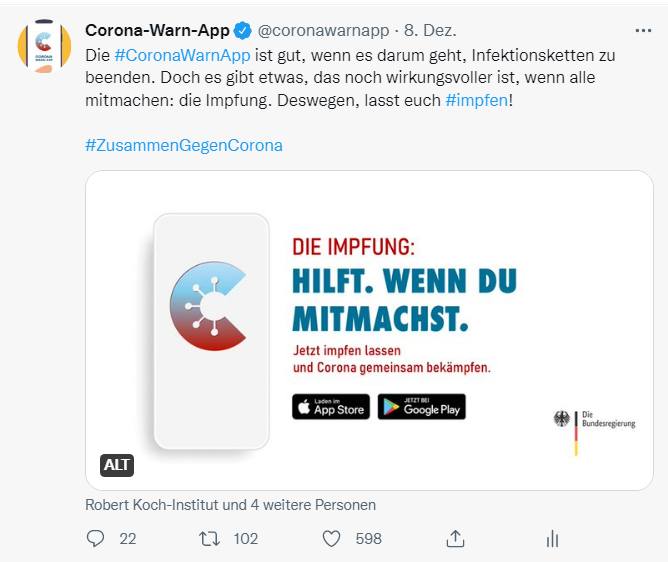 Corona-Warn-App @coronawarnapp · 8. Dez.
Die #CoronaWarnApp ist gut, wenn es darum geht, Infektionsketten zu
beenden. Doch es gibt etwas, das noch wirkungsvoller ist, wenn alle
mitmachen: die Impfung. Deswegen, lasst euch #impfen!
#ZusammenGegenCorona
DIE IMPFUNG:
HILFT. WENN DU
MITMACHST.
Jetzt impfen lassen
und Corona gemeinsam bekämpfen.
Laden im
App Store
JETZT BEI
Google Play
Die
Bundesregierung
ALT
Robert Koch-Institut und 4 weitere Personen
22 102 598